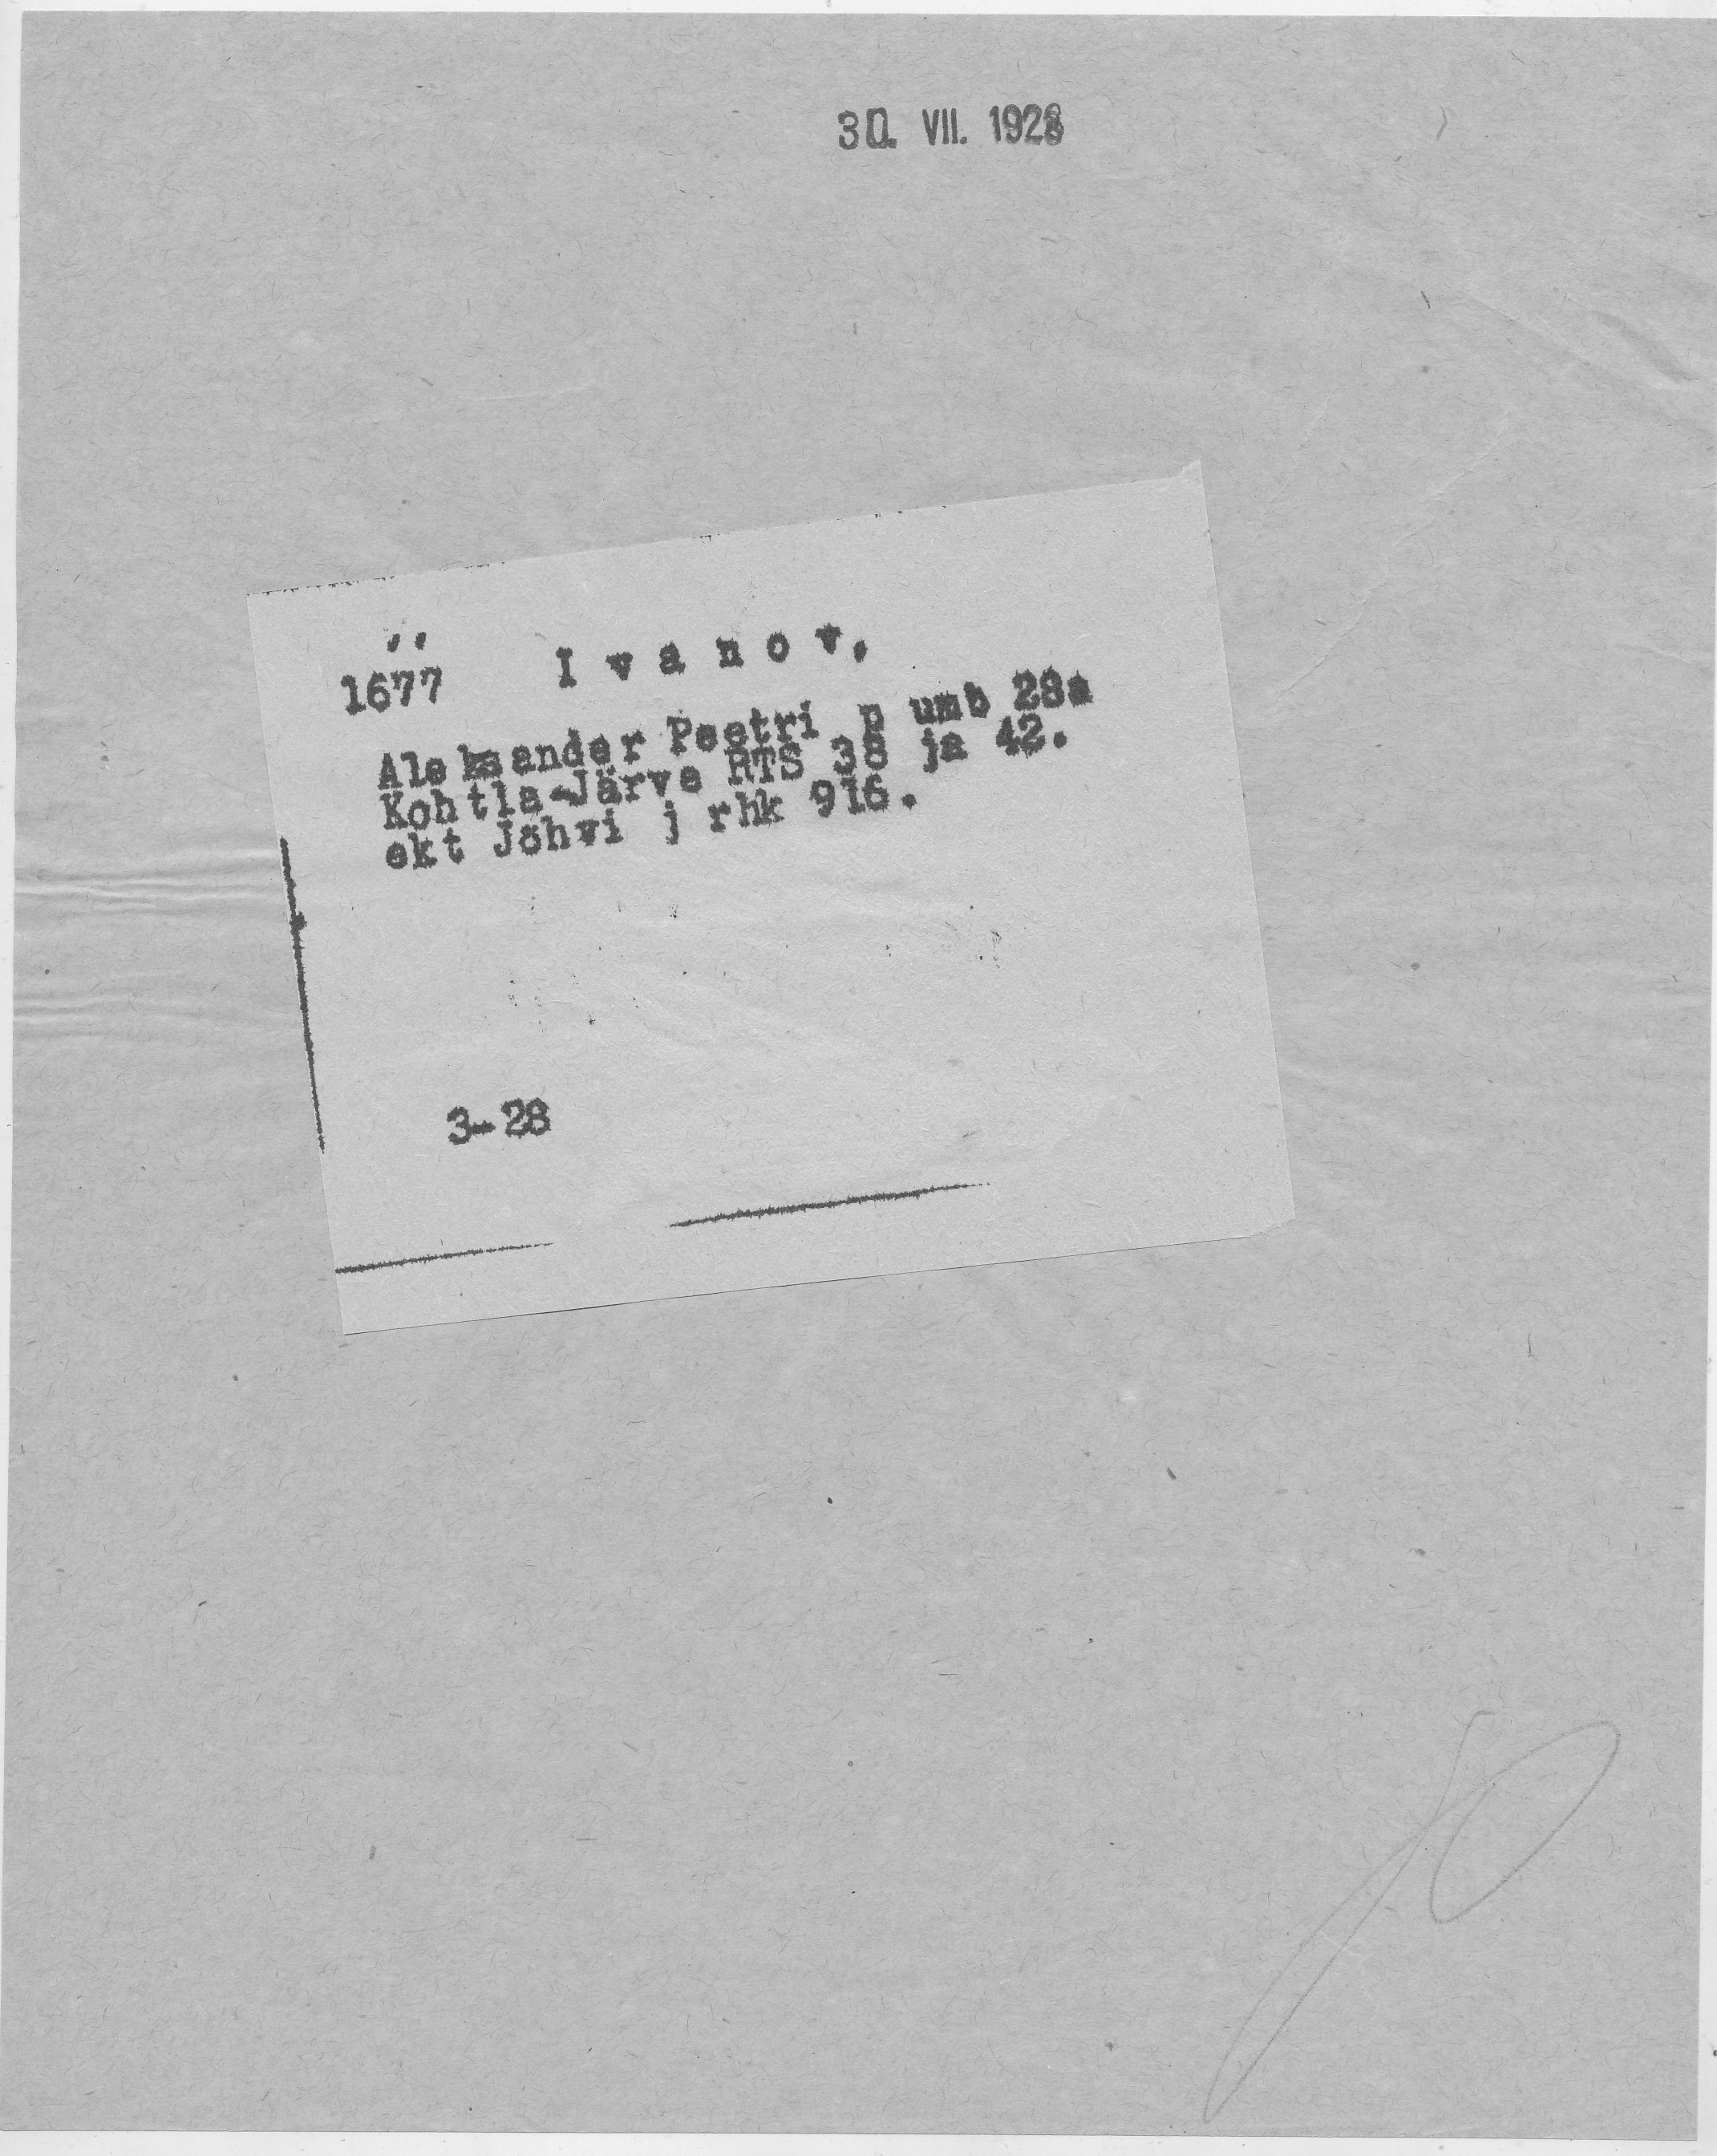 30. VII. 1928
,,
1677 Ivanov,
Aleksander Peetri p umb 28a
Kohtla-Järve RTS 38 ja 42.
ekt Jõhvi j rhk 916.
3-28